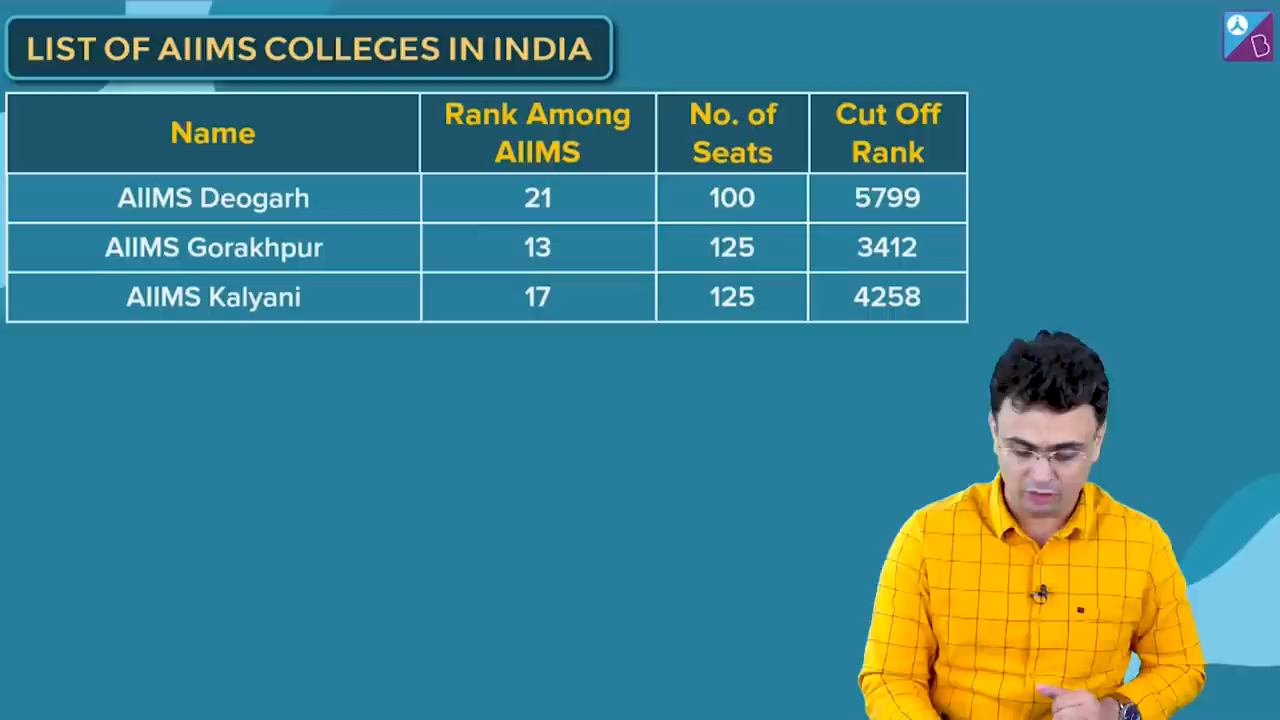 LIST OF AIIMS COLLEGES IN INDIA
Name Rank Among AIIMS No. of Seats Cut Off Rank
AIIMS Deogarh 21 100 5799
AIIMS Gorakhpur 13 125 3412
AIIMS Kalyani 17 125 4258
B